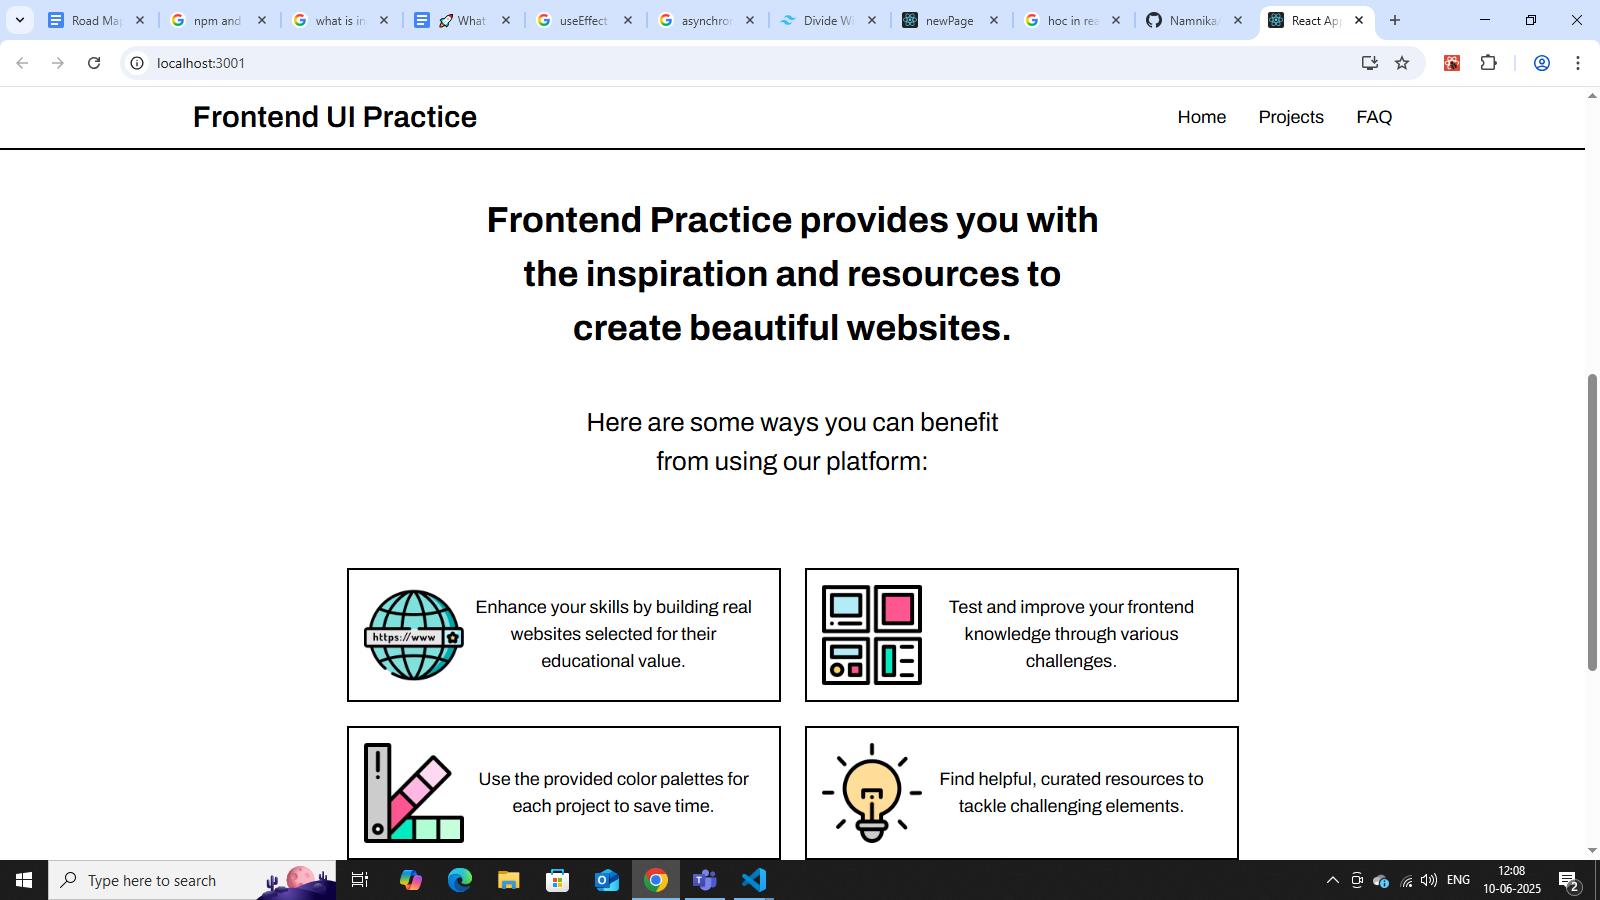 Road Ma
npm and
what is in
🚀 What
useEffect
asynchro
Divide W
newPage
hoc in rea
Namnika
React Ap
localhost:3001
Frontend UI Practice
Home
Projects
FAQ
Frontend Practice provides you with
the inspiration and resources to
create beautiful websites.
Here are some ways you can benefit
from using our platform:
https://www
Enhance your skills by building real
websites selected for their
educational value.
Test and improve your frontend
knowledge through various
challenges.
Use the provided color palettes for
each project to save time.
Find helpful, curated resources to
tackle challenging elements.
Type here to search
ENG
12:08
10-06-2025
2